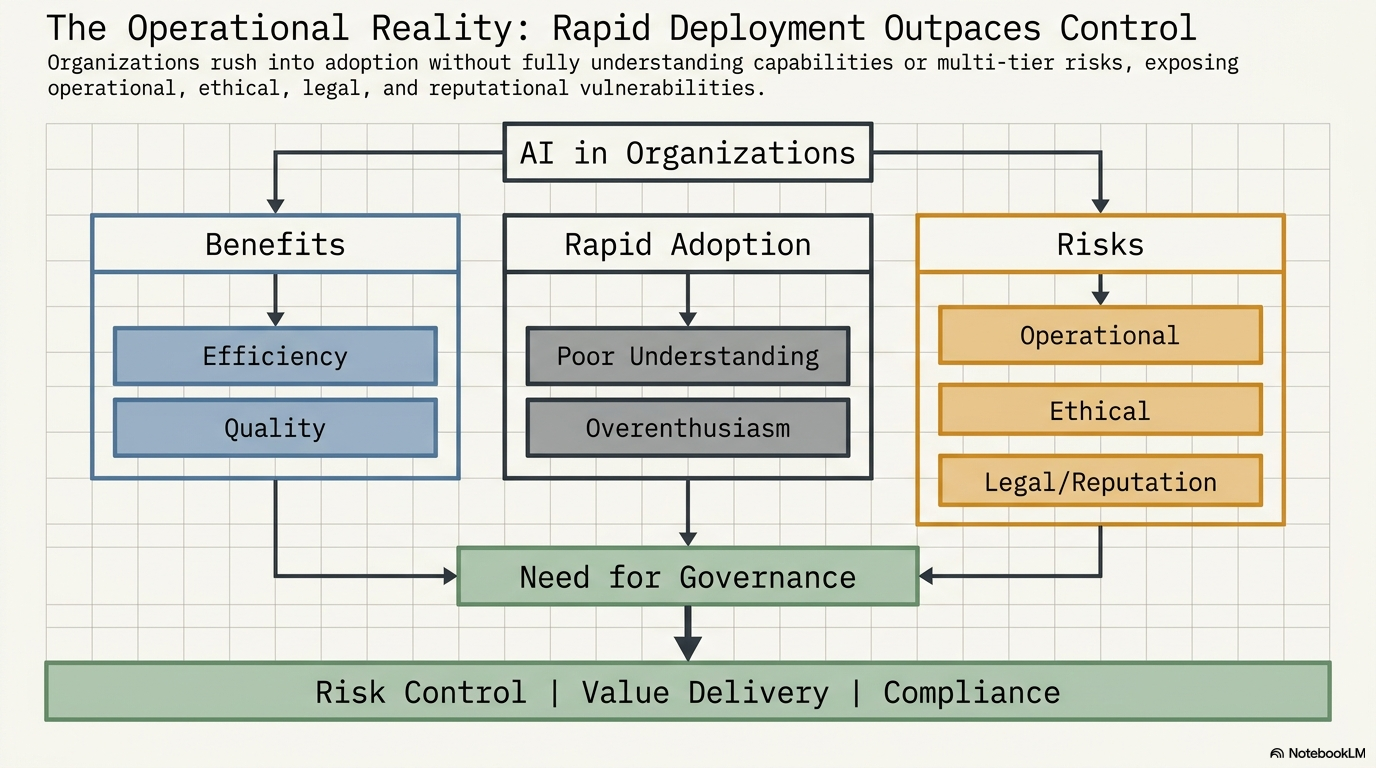 The Operational Reality: Rapid Deployment Outpaces Control
Organizations rush into adoption without fully understanding capabilities or multi-tier risks, exposing
operational, ethical, legal, and reputational vulnerabilities.
AI in Organizations
Benefits
Efficiency
Quality
Rapid Adoption
Poor Understanding
Overenthusiasm
Risks
Operational
Ethical
Legal/Reputation
Need for Governance
Risk Control | Value Delivery | Compliance
NotebookLM